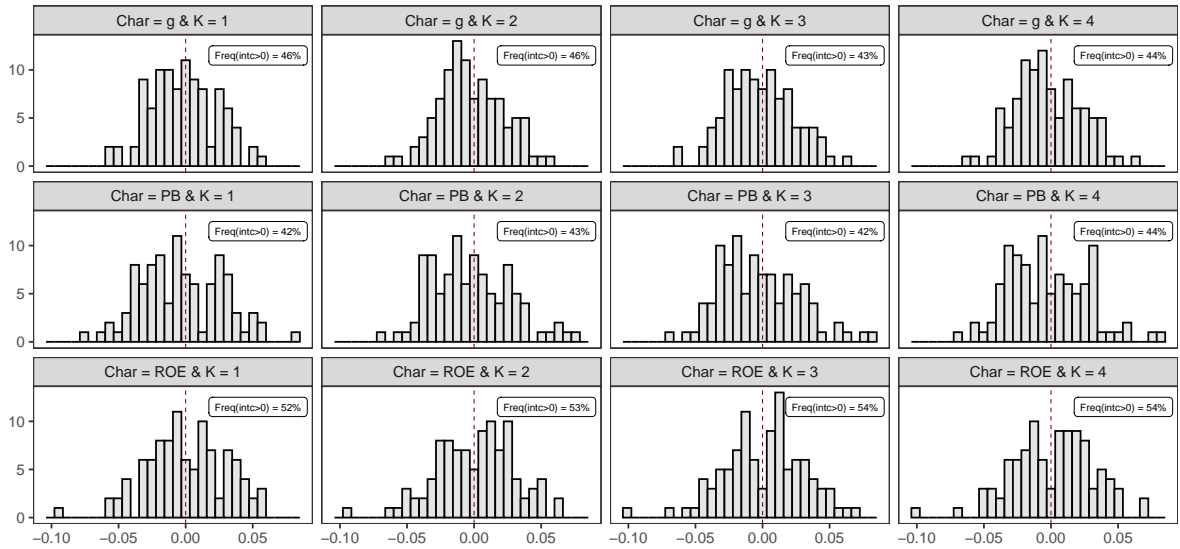 Char = g & K = 1
Char = g & K = 2
Char = g & K = 3
Char = g & K = 4
Freq(intc>0) = 46%
Freq(intc>0) = 46%
Freq(intc>0) = 43%
Freq(intc>0) = 44%
10
5
0
Char = PB & K = 1
Char = PB & K = 2
Char = PB & K = 3
Char = PB & K = 4
Freq(intc>0) = 42%
Freq(intc>0) = 43%
Freq(intc>0) = 42%
Freq(intc>0) = 44%
10
5
0
Char = ROE & K = 1
Char = ROE & K = 2
Char = ROE & K = 3
Char = ROE & K = 4
Freq(intc>0) = 52%
Freq(intc>0) = 53%
Freq(intc>0) = 54%
Freq(intc>0) = 54%
10
5
0
−0.10 −0.05 0.00 0.05
−0.10 −0.05 0.00 0.05
−0.10 −0.05 0.00 0.05
−0.10 −0.05 0.00 0.05